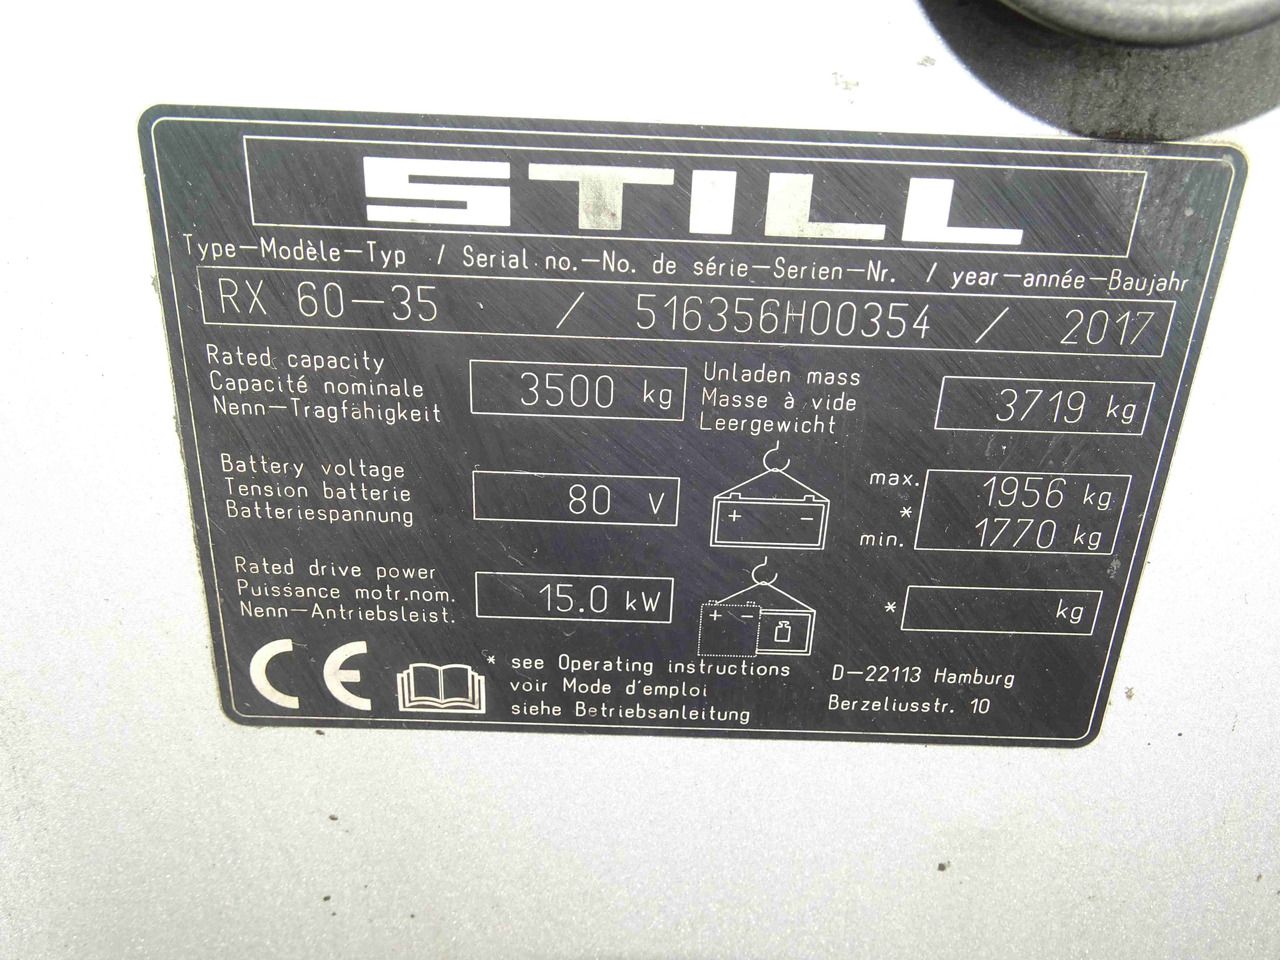 STILL
Type–Modèle–Typ / Serial no.–No. de série–Serien–Nr. / year–année–Baujahr
RX 60–35 / 516356H00354 / 2017
Rated capacity
Capacité nominale
Nenn–Tragfähigkeit
3500 kg
Unladen mass
Masse à vide
Leergewicht
3719 kg
Battery voltage
Tension batterie
Batteriespannung
80 V
+ −
max. 1956 kg
*
min. 1770 kg
Rated drive power
Puissance motr.nom.
Nenn–Antriebsleist.
15.0 kW
+ −
* kg
CE
* see Operating instructions
voir Mode d'emploi
siehe Betriebsanleitung
D–22113 Hamburg
Berzeliusstr. 10